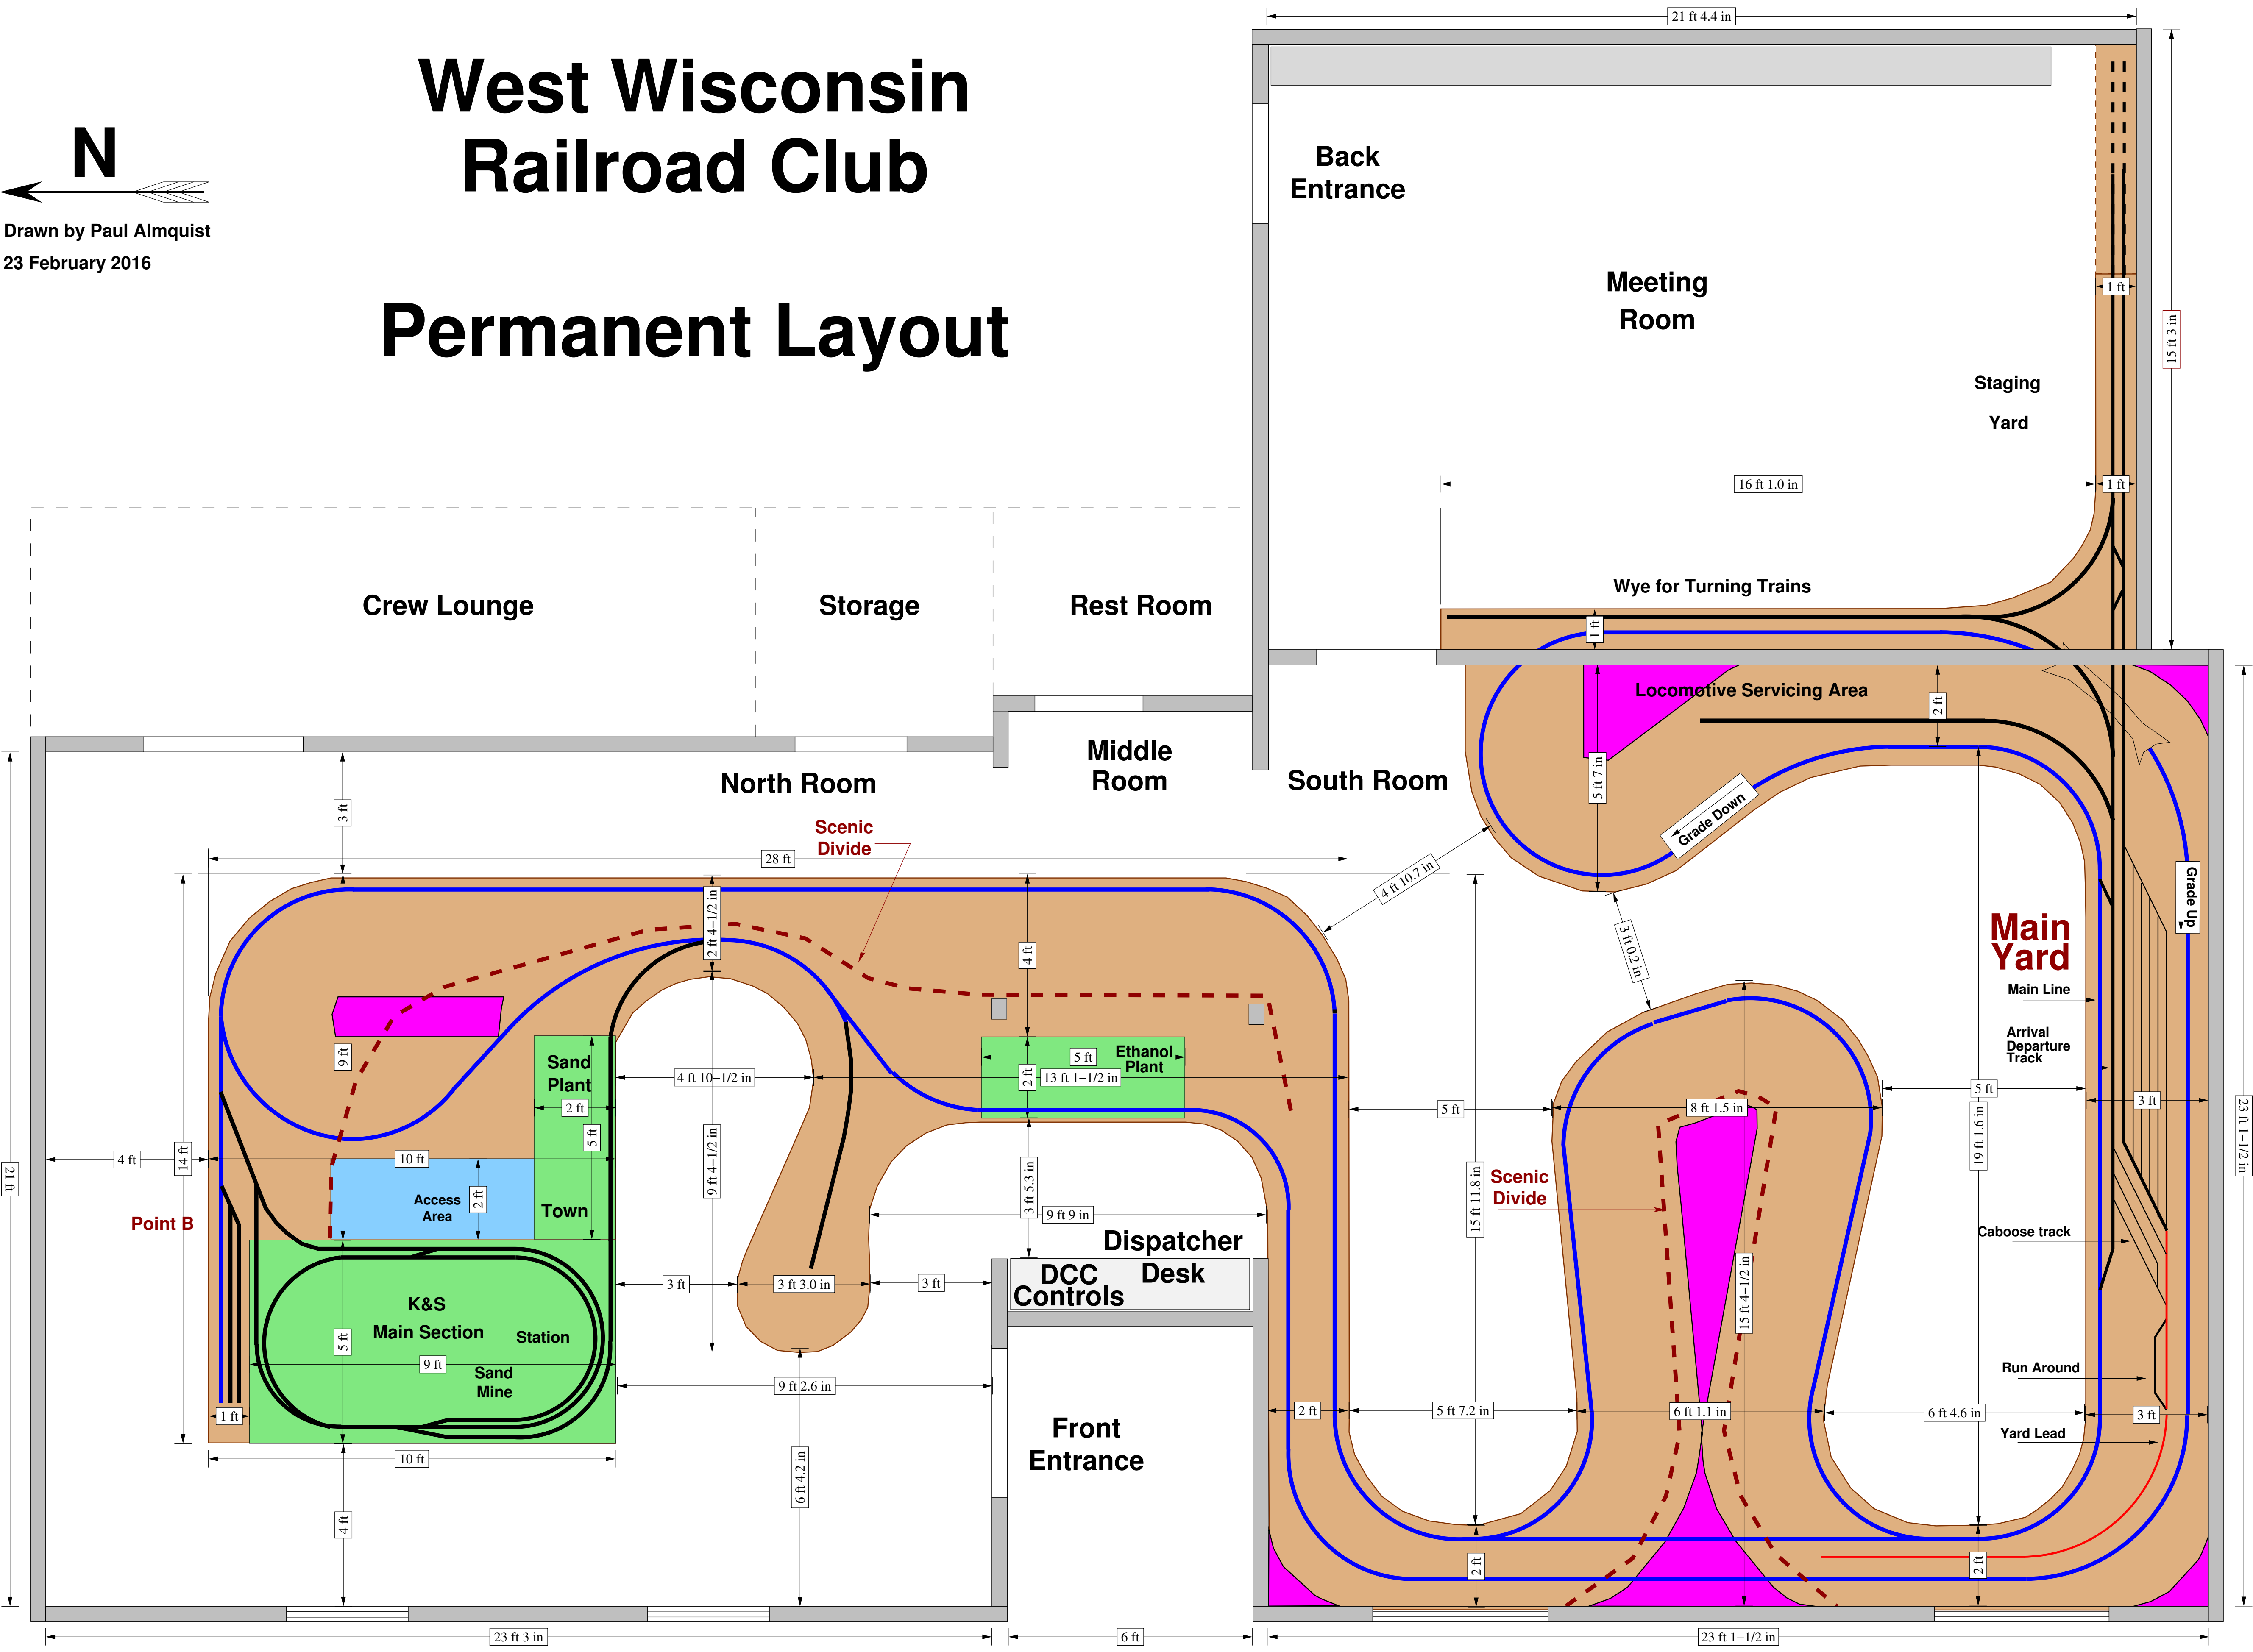 West Wisconsin
Railroad Club
Permanent Layout
N
Drawn by Paul Almquist
23 February 2016
21 ft 4.4 in
Back
Entrance
Meeting
Room
1 ft
15 ft 3 in
Staging
Yard
16 ft 1.0 in
1 ft
Wye for Turning Trains
1 ft
Crew Lounge
Storage
Rest Room
Locomotive Servicing Area
2 ft
5 ft 7 in
Grade Down
Grade Up
Middle
Room
North Room
South Room
3 ft
Scenic
Divide
28 ft
4 ft 10.7 in
3 ft 0.2 in
2 ft 4-1/2 in
4 ft
Main
Yard
Main Line
Arrival
Departure
Track
9 ft
Sand
Plant
2 ft
5 ft
Town
4 ft 10-1/2 in
5 ft
Ethanol
Plant
2 ft
13 ft 1-1/2 in
5 ft
8 ft 1.5 in
5 ft
3 ft
23 ft 1-1/2 in
19 ft 1.6 in
21 ft
4 ft
14 ft
10 ft
Access
Area
2 ft
9 ft 4-1/2 in
3 ft 5.3 in
15 ft 11.8 in
Scenic
Divide
Point B
9 ft 9 in
Dispatcher
Desk
DCC
Controls
Caboose track
K&S
Main Section
Station
Sand
Mine
5 ft
9 ft
3 ft
3 ft 3.0 in
3 ft
15 ft 4-1/2 in
Run Around
1 ft
9 ft 2.6 in
2 ft
5 ft 7.2 in
6 ft 1.1 in
6 ft 4.6 in
3 ft
Yard Lead
10 ft
Front
Entrance
6 ft 4.2 in
4 ft
2 ft
2 ft
23 ft 3 in
6 ft
23 ft 1-1/2 in